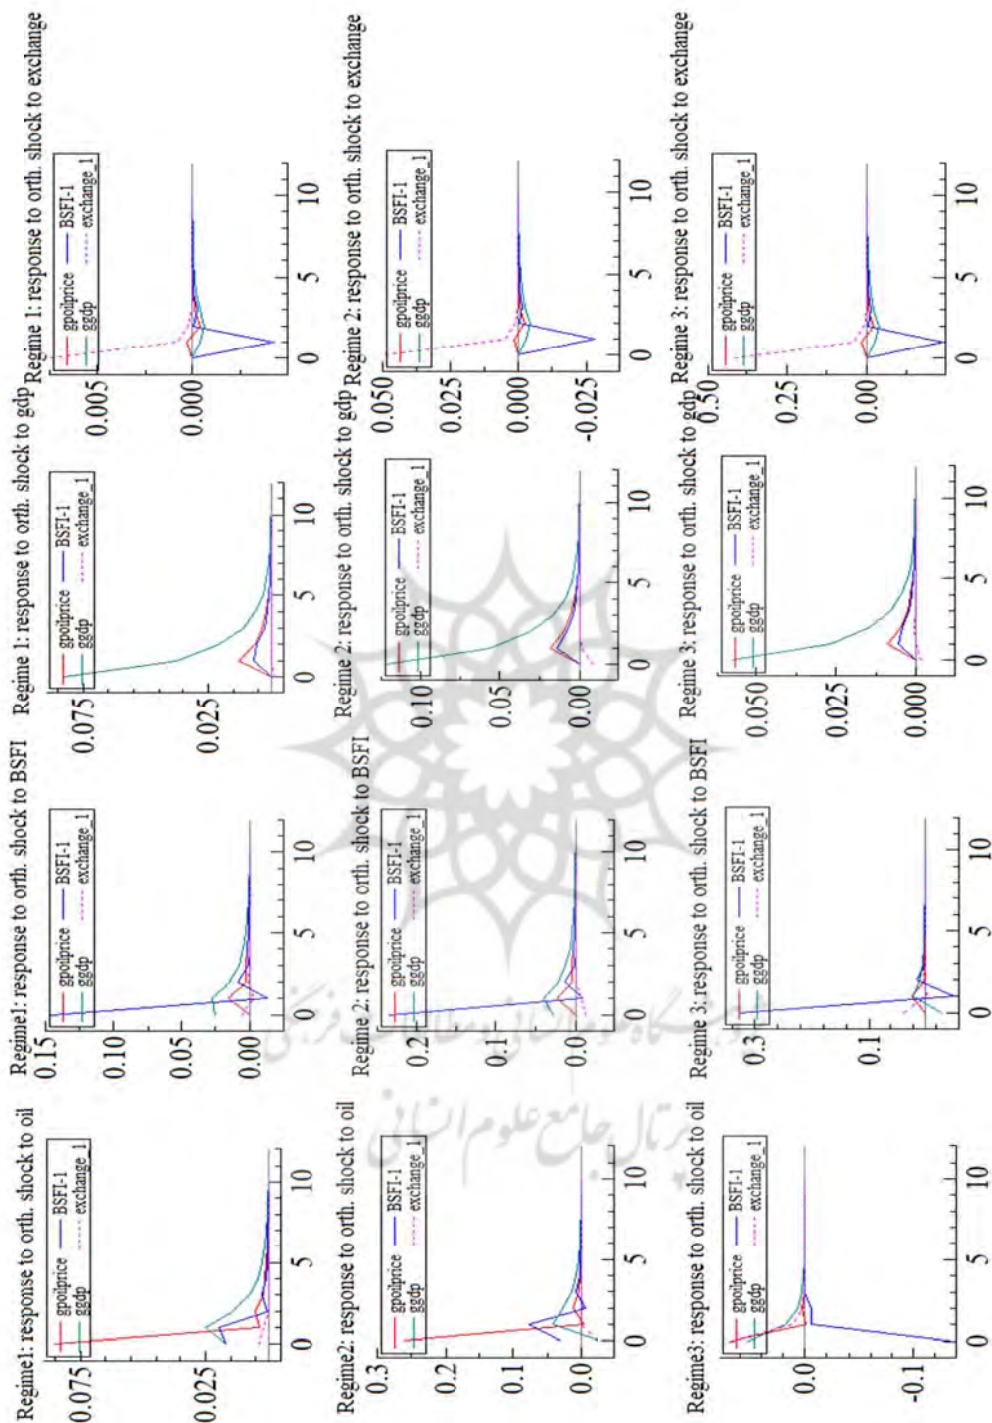 Regime1: response to orth. shock to oil
gpoilprice BSFI-1
ggdp exchange_1
0.075
0.025
0 5 10
Regime1: response to orth. shock to BSFI
gpoilprice BSFI-1
ggdp exchange_1
0.15
0.10
0.05
0.00
0 5 10
Regime 1: response to orth. shock to gdp
gpoilprice BSFI-1
ggdp exchange_1
0.075
0.025
0 5 10
Regime 1: response to orth. shock to exchange
gpoilprice BSFI-1
ggdp exchange_1
0.005
0.000
0 5 10
Regime2: response to orth. shock to oil
gpoilprice BSFI-1
ggdp exchange_1
0.3
0.1
0.0
0 5 10
Regime 2: response to orth. shock to BSFI
gpoilprice BSFI-1
ggdp exchange_1
0.2
0.1
0.0
0 5 10
Regime 2: response to orth. shock to gdp
gpoilprice BSFI-1
ggdp exchange_1
0.10
0.05
0.00
0 5 10
Regime 2: response to orth. shock to exchange
gpoilprice BSFI-1
ggdp exchange_1
0.050
0.025
0.000
-0.025
0 5 10
Regime3: response to orth. shock to oil
gpoilprice BSFI-1
ggdp exchange_1
0.0
-0.1
0 5 10
Regime 3: response to orth. shock to BSFI
gpoilprice BSFI-1
ggdp exchange_1
0.3
0.1
0 5 10
Regime 3: response to orth. shock to gdp
gpoilprice BSFI-1
ggdp exchange_1
0.050
0.025
0.000
0 5 10
Regime 3: response to orth. shock to exchange
gpoilprice BSFI-1
ggdp exchange_1
0.50
0.25
0.00
0 5 10
پرتال جامع علوم انسانی